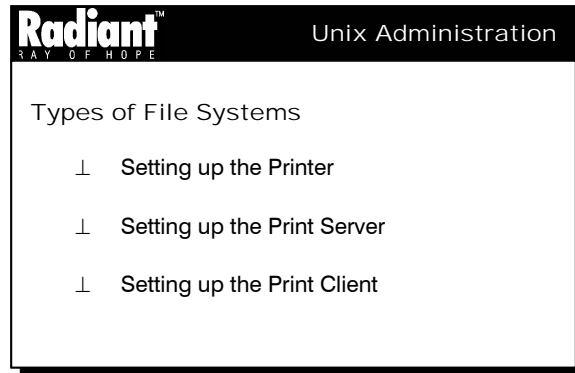 Radiant™
RAY OF HOPE
Unix Administration
Types of File Systems
⊥ Setting up the Printer
⊥ Setting up the Print Server
⊥ Setting up the Print Client